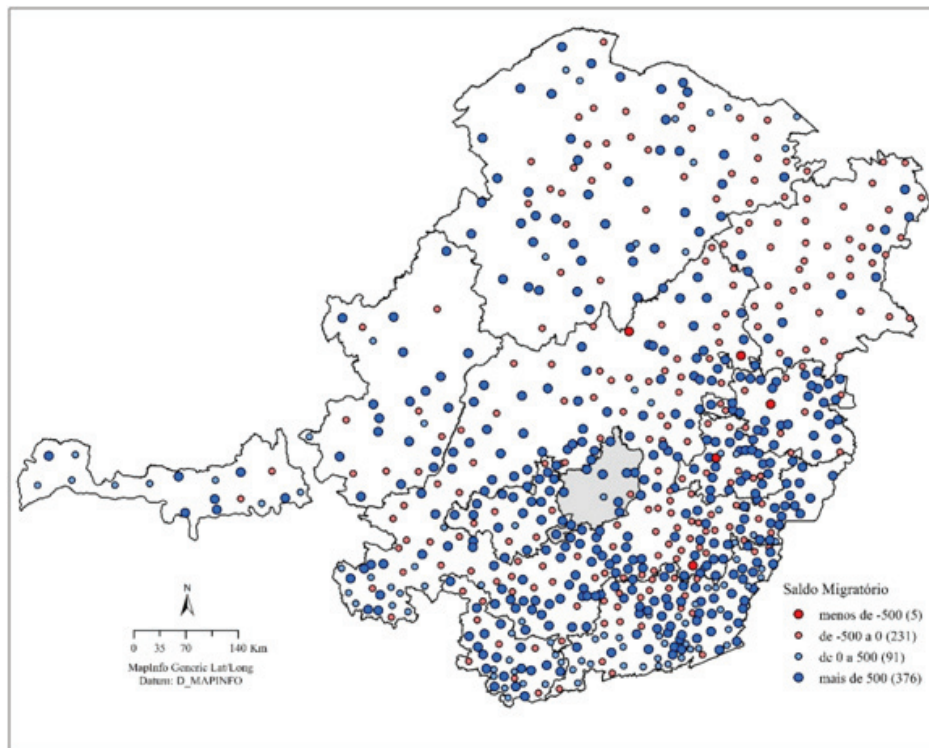 N
0 35 70 140 Km
MapInfo Generic Lat/Long
Datum: D_MAPINFO
Saldo Migratório
menos de -500 (5)
de -500 a 0 (231)
de 0 a 500 (91)
mais de 500 (376)